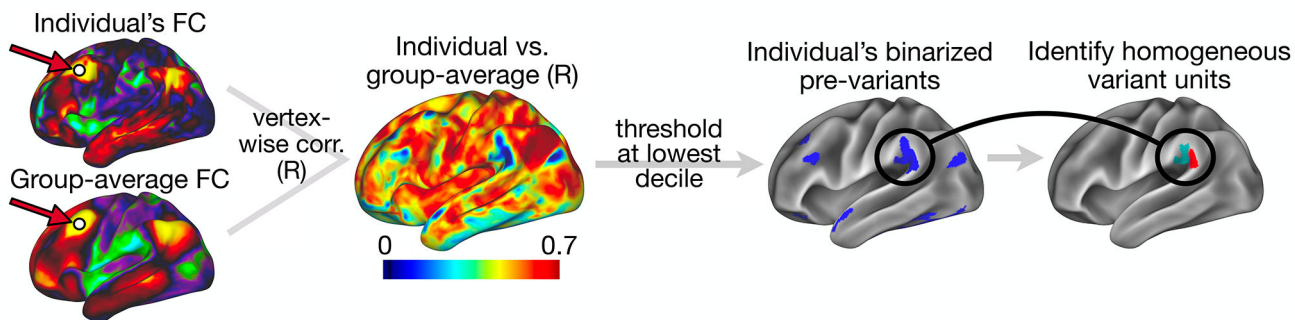 Individual's FC
Group-average FC
vertex-
wise corr.
(R)
Individual vs.
group-average (R)
0
0.7
threshold
at lowest
decile
Individual's binarized
pre-variants
Identify homogeneous
variant units